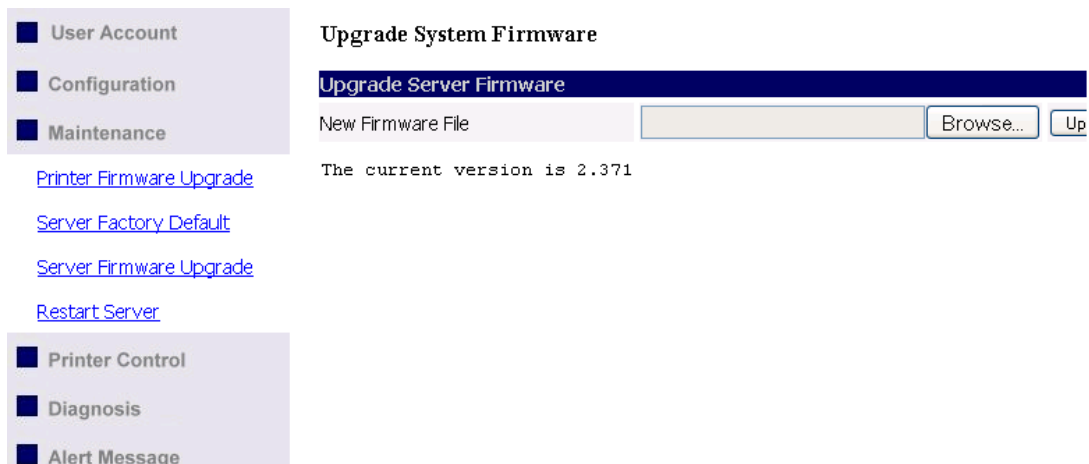 User Account
Configuration
Maintenance
Printer Firmware Upgrade
Server Factory Default
Server Firmware Upgrade
Restart Server
Printer Control
Diagnosis
Alert Message
Upgrade System Firmware
Upgrade Server Firmware
New Firmware File Browse... Up
The current version is 2.371